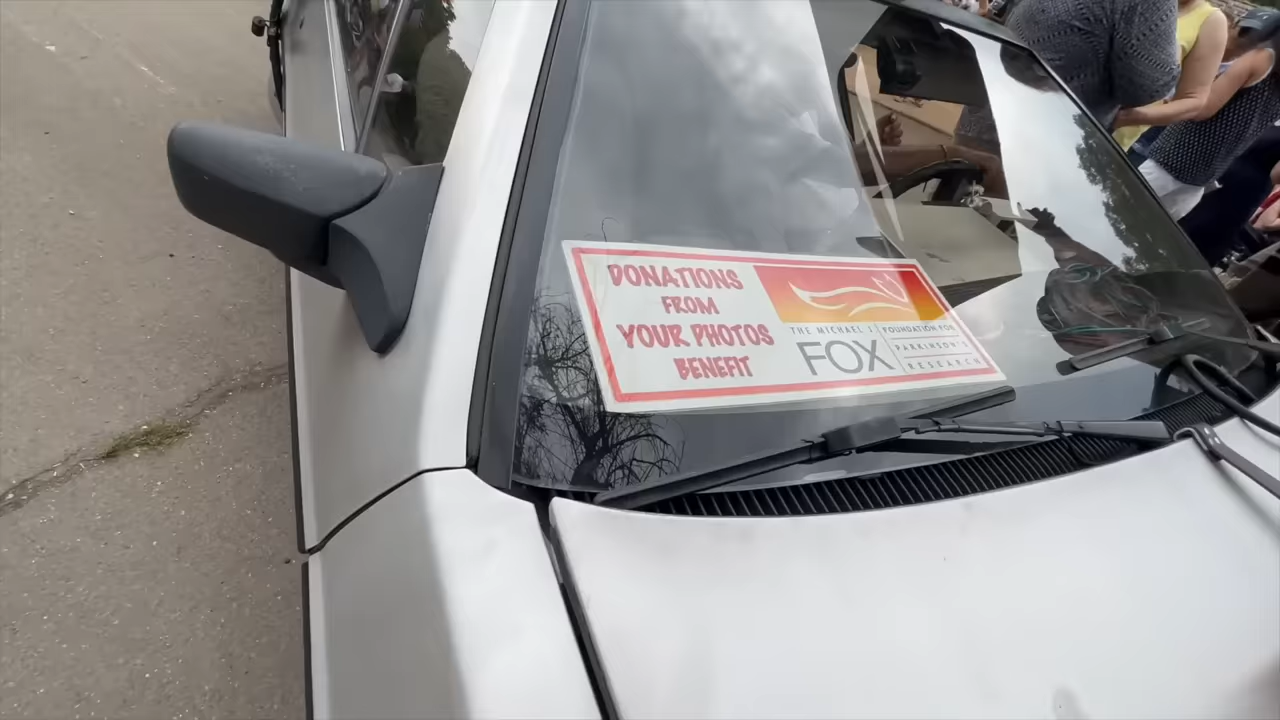 DONATIONS
FROM
YOUR PHOTOS
BENEFIT
THE MICHAEL J.
FOX
FOUNDATION FOR
PARKINSON'S
RESEARCH